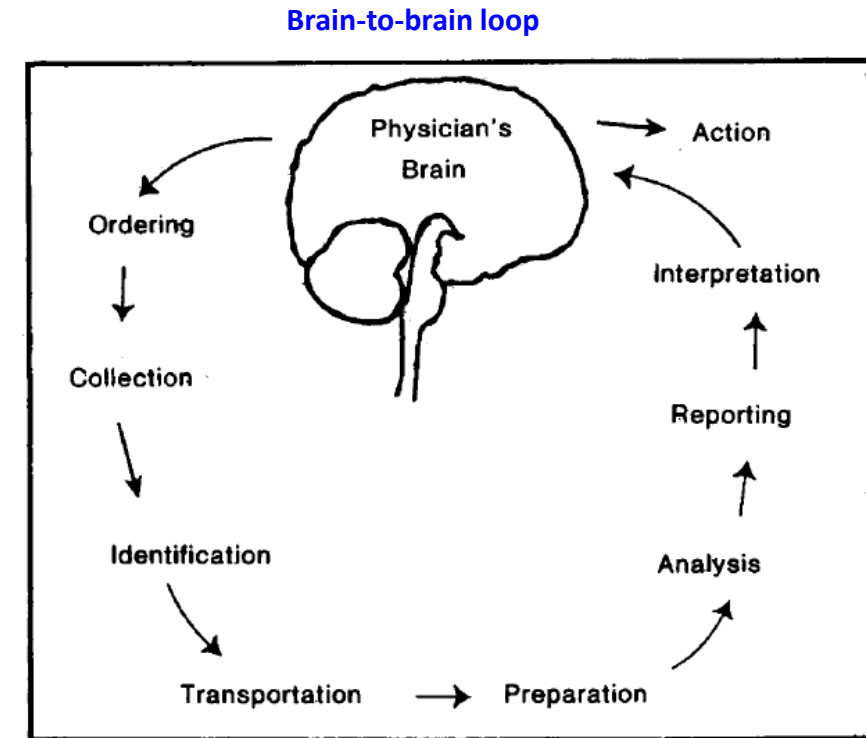 Brain-to-brain loop
Physician's
Brain
Action
Ordering
Interpretation
Collection
Reporting
Identification
Analysis
Transportation
Preparation